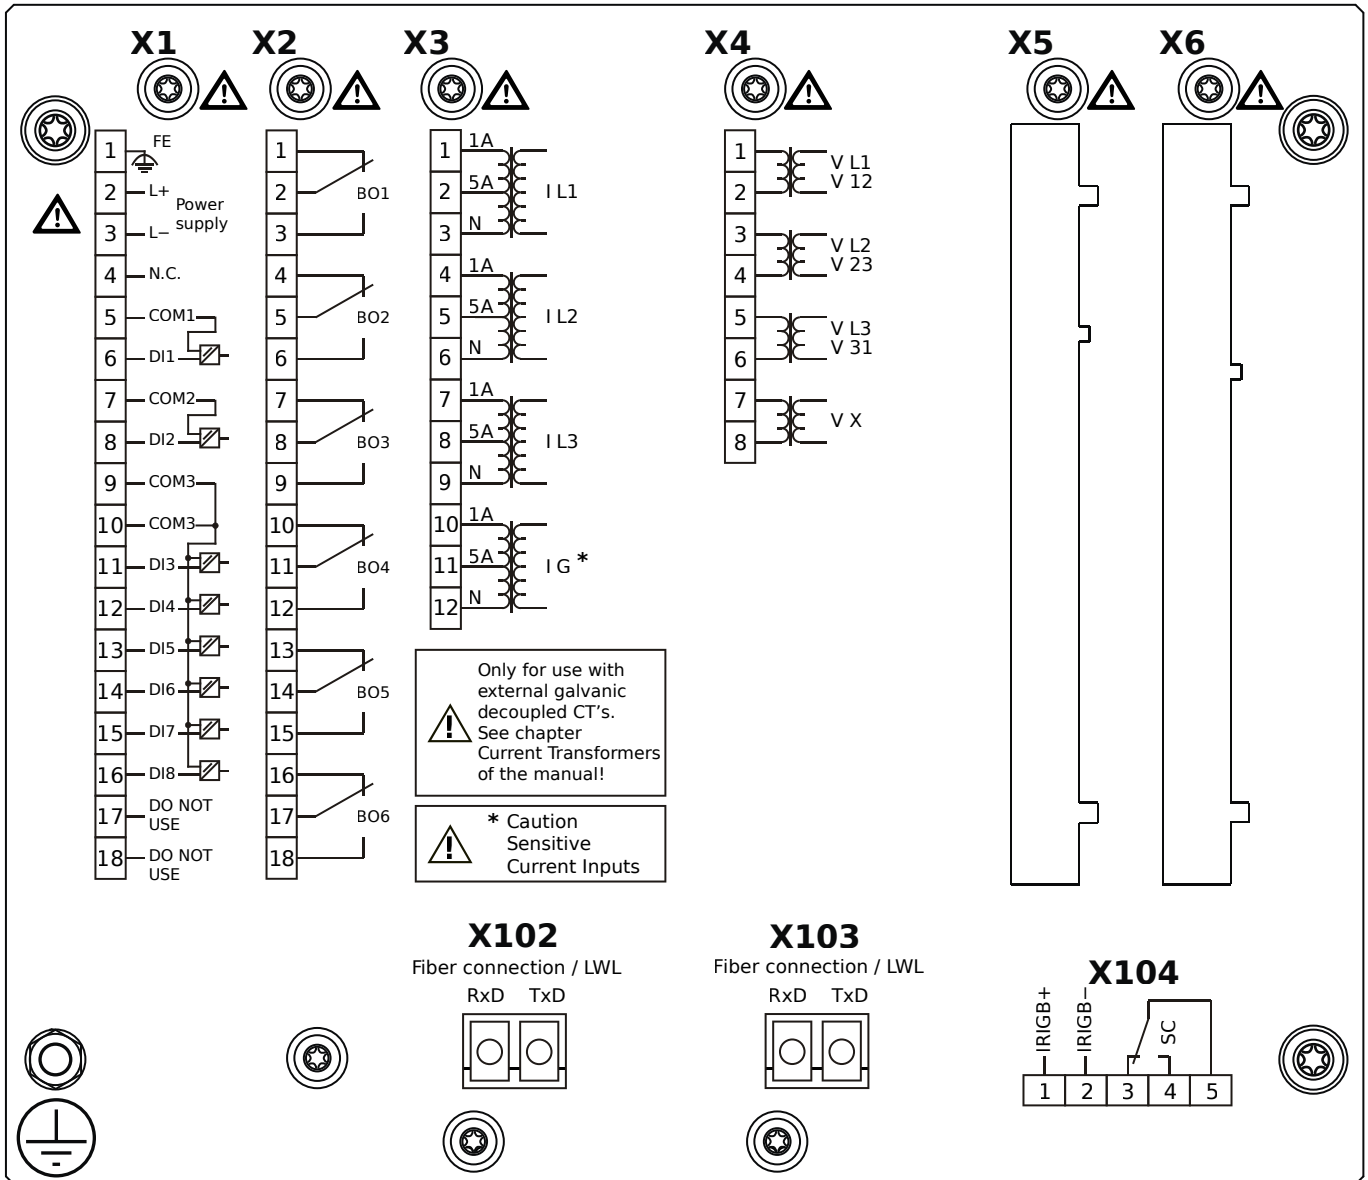 X1
X2
X3
X4
X5
X6
1
FE
2
L+
Power
supply
3
L−
4
N.C.
5
COM1
6
DI1
7
COM2
8
DI2
9
COM3
10
COM3
11
DI3
12
DI4
13
DI5
14
DI6
15
DI7
16
DI8
17
DO NOT
USE
18
DO NOT
USE
1
2
BO1
3
4
5
BO2
6
7
8
BO3
9
10
11
BO4
12
13
14
BO5
15
16
17
BO6
18
1
1A
2
5A
I L1
3
N
4
1A
5
5A
I L2
6
N
7
1A
8
5A
I L3
9
N
10
1A
11
5A
I G *
12
N
Only for use with
external galvanic
decoupled CT's.
See chapter
Current Transformers
of the manual!
* Caution
Sensitive
Current Inputs
1
V L1
2
V 12
3
V L2
4
V 23
5
V L3
6
V 31
7
V X
8
X102
Fiber connection / LWL
RxD TxD
X103
Fiber connection / LWL
RxD TxD
X104
IRIGB+
IRIGB−
SC
1 2 3 4 5